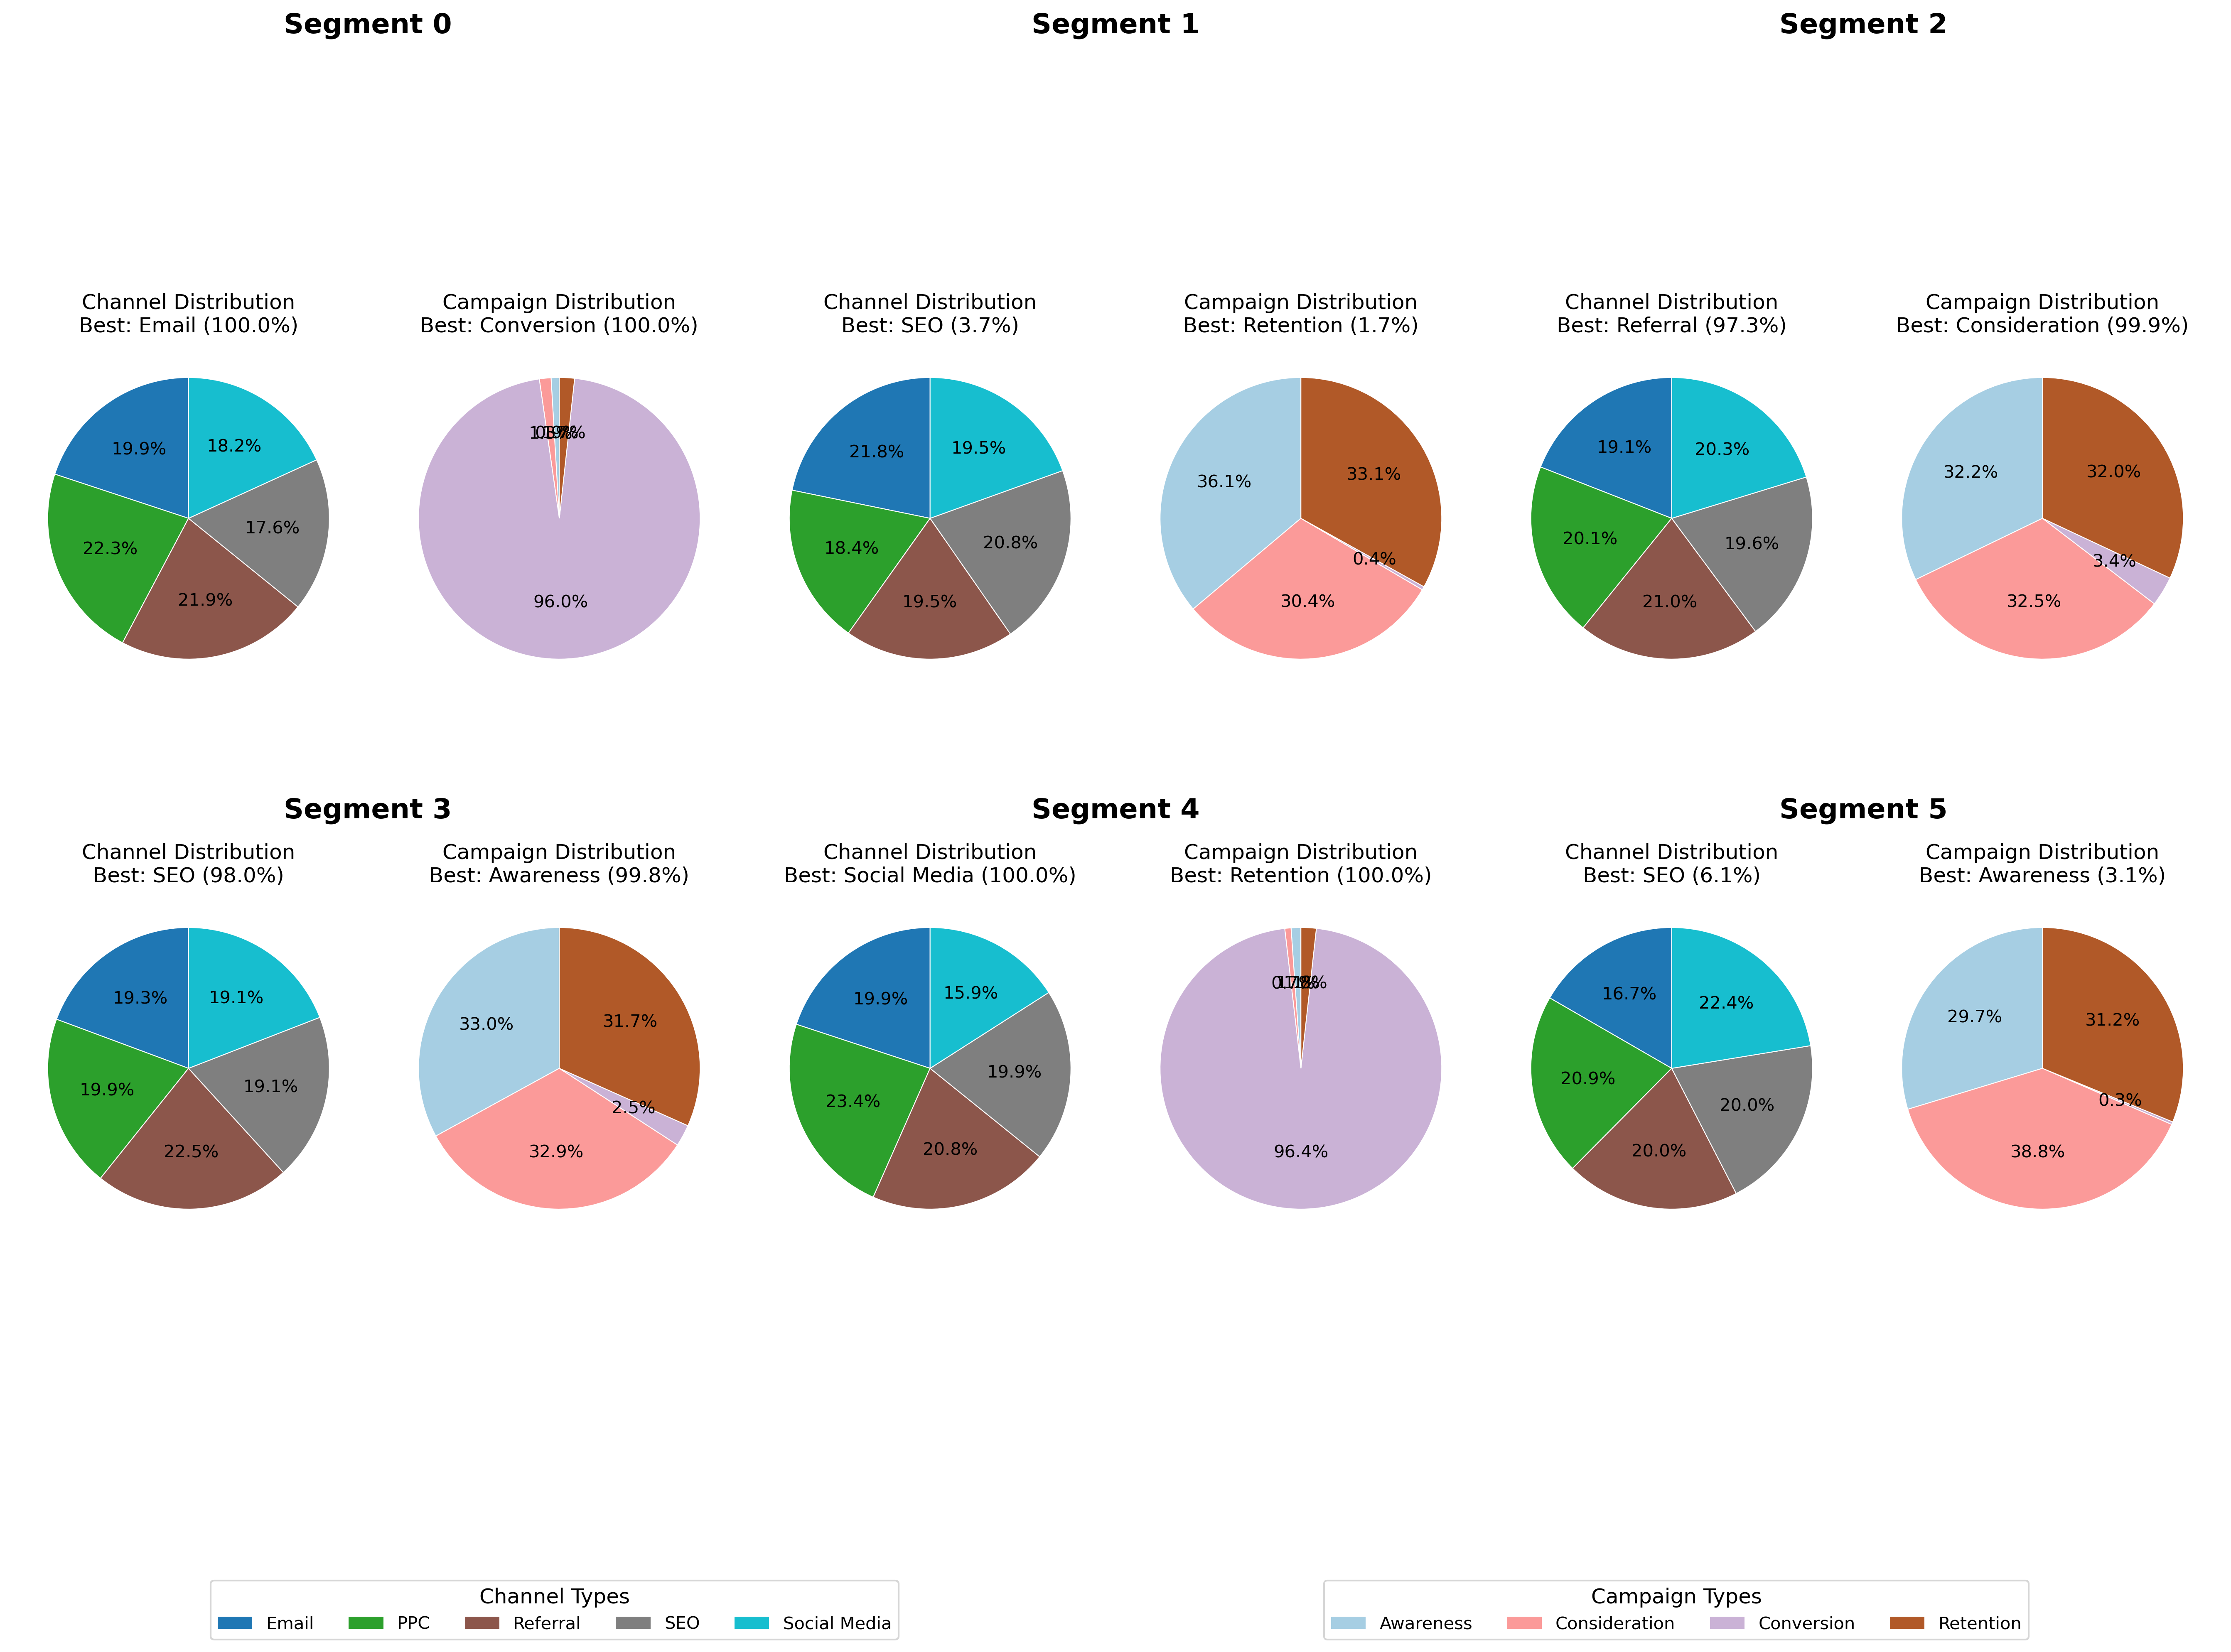 Segment 0
Segment 1
Segment 2
Channel Distribution
Best: Email (100.0%)
Campaign Distribution
Best: Conversion (100.0%)
Channel Distribution
Best: SEO (3.7%)
Campaign Distribution
Best: Retention (1.7%)
Channel Distribution
Best: Referral (97.3%)
Campaign Distribution
Best: Consideration (99.9%)
19.9%
18.2%
22.3%
17.6%
21.9%
96.0%
21.8%
19.5%
18.4%
20.8%
19.5%
36.1%
33.1%
0.4%
30.4%
19.1%
20.3%
20.1%
19.6%
21.0%
32.2%
32.0%
3.4%
32.5%
Segment 3
Segment 4
Segment 5
Channel Distribution
Best: SEO (98.0%)
Campaign Distribution
Best: Awareness (99.8%)
Channel Distribution
Best: Social Media (100.0%)
Campaign Distribution
Best: Retention (100.0%)
Channel Distribution
Best: SEO (6.1%)
Campaign Distribution
Best: Awareness (3.1%)
19.3%
19.1%
19.9%
19.1%
22.5%
33.0%
31.7%
2.5%
32.9%
19.9%
15.9%
23.4%
19.9%
20.8%
96.4%
16.7%
22.4%
20.9%
20.0%
20.0%
29.7%
31.2%
0.3%
38.8%
Channel Types
Email
PPC
Referral
SEO
Social Media
Campaign Types
Awareness
Consideration
Conversion
Retention